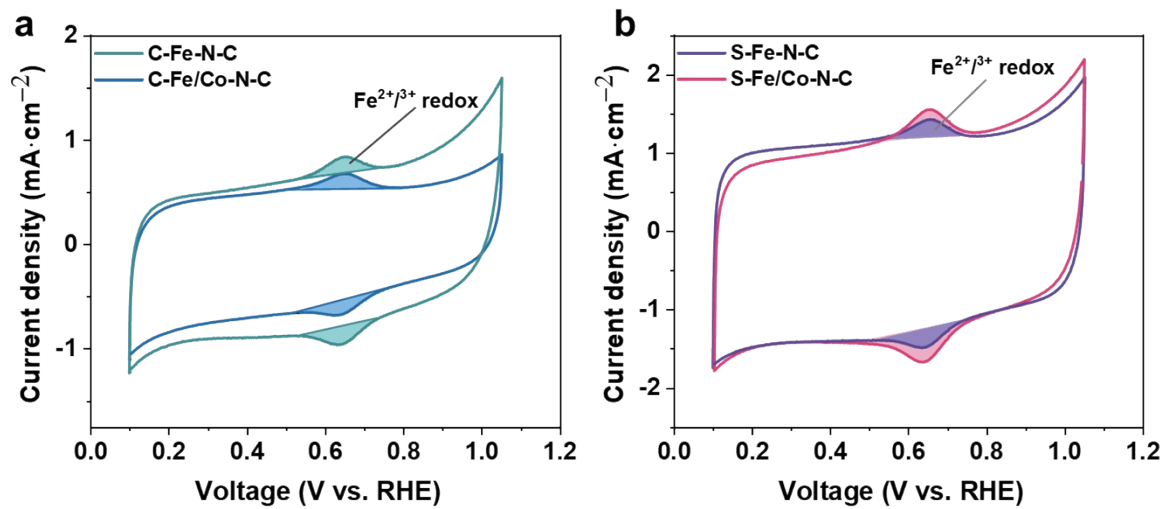 a
C-Fe-N-C
C-Fe/Co-N-C
Fe²⁺/³⁺ redox
2
1
0
-1
Current density (mA·cm⁻²)
0.0 0.2 0.4 0.6 0.8 1.0 1.2
Voltage (V vs. RHE)
b
S-Fe-N-C
S-Fe/Co-N-C
Fe²⁺/³⁺ redox
2
1
0
-1
-2
Current density (mA·cm⁻²)
0.0 0.2 0.4 0.6 0.8 1.0 1.2
Voltage (V vs. RHE)